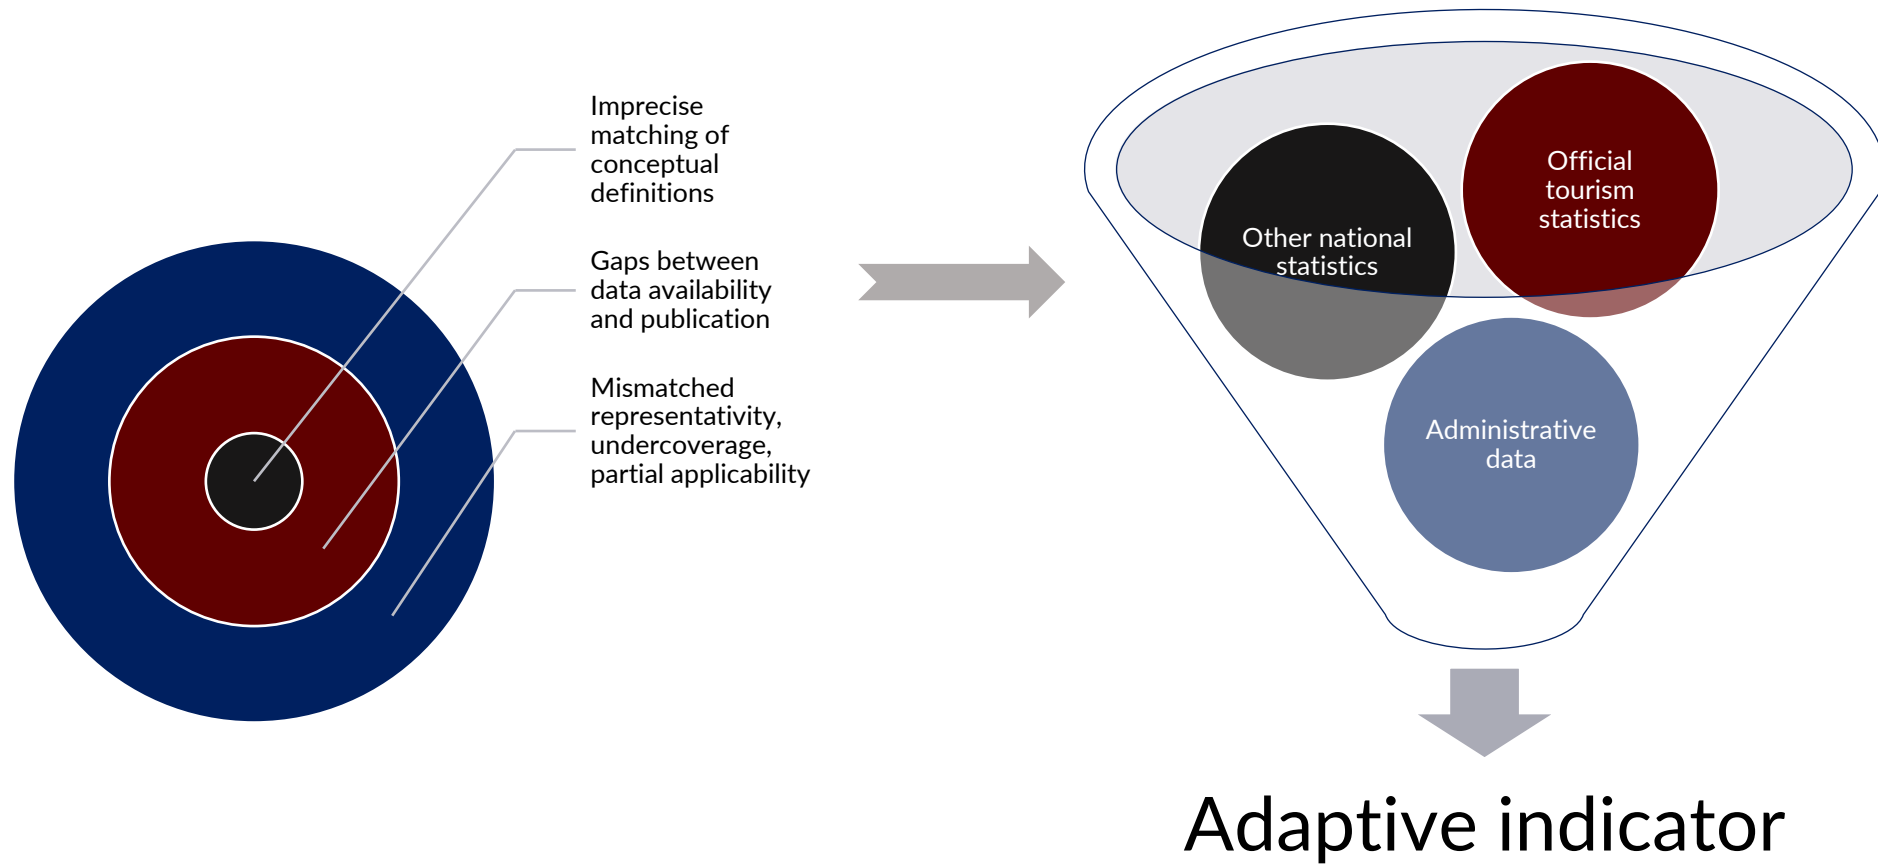 Imprecise
matching of
conceptual
definitions
Gaps between
data availability
and publication
Mismatched
representativity,
undercoverage,
partial applicability
Other national
statistics
Official
tourism
statistics
Administrative
data
Adaptive indicator